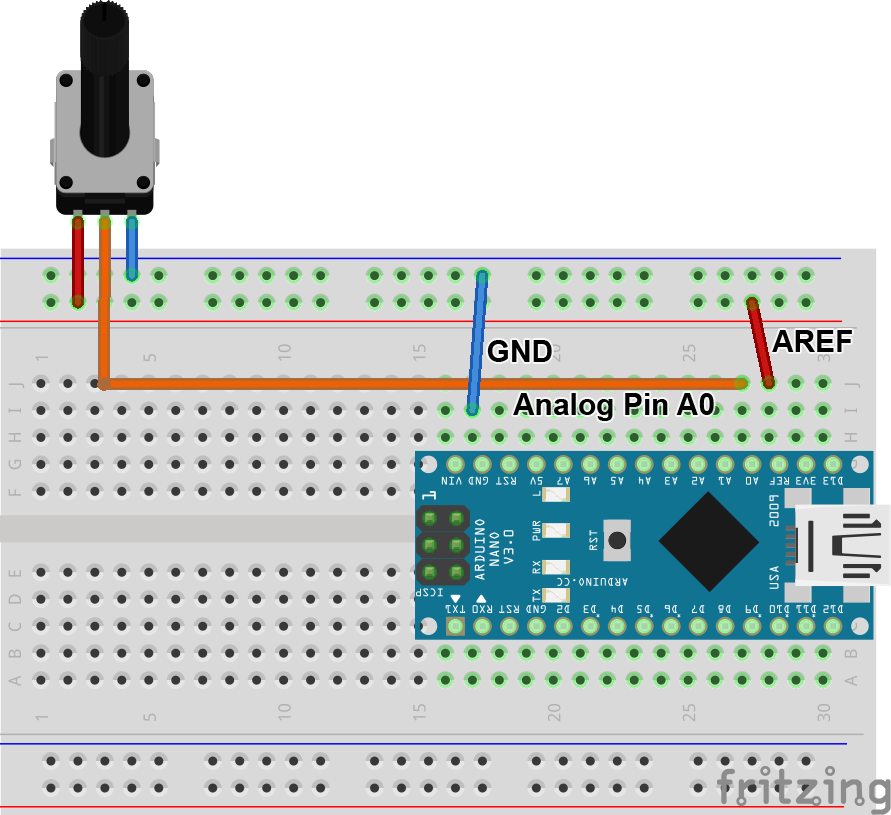 1 5 10 15 20 25 30
GND
AREF
J J
Analog Pin A0
I I
H H
G
F
VIN GND RST 5V A7 A6 A5 A4 A3 A2 A1 A0 REF 3V3 D13
L
PWR
RX
TX
ARDUINO
NANO
V3.0
RST
ARDUINO.CC
2009
USA
ICSP
1
TX1 RX0 RST GND D2 D3 D4 D5 D6 D7 D8 D9 D10 D11 D12
E
D
C
B B
A A
1 5 10 15 20 25 30
fritzing